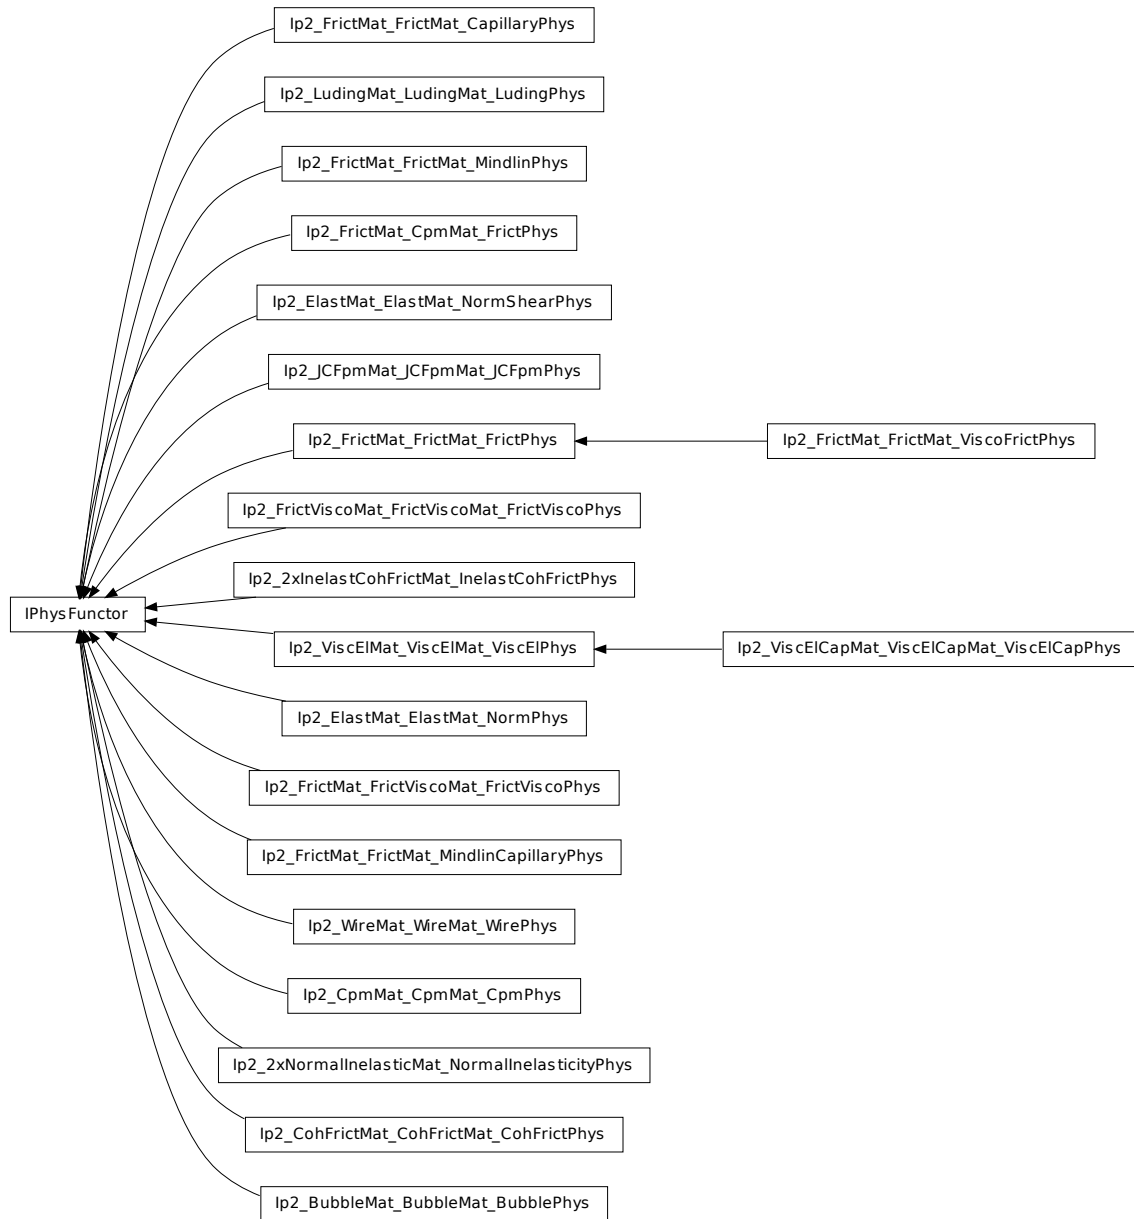 Ip2_FrictMat_FrictMat_CapillaryPhys
Ip2_LudingMat_LudingMat_LudingPhys
Ip2_FrictMat_FrictMat_MindlinPhys
Ip2_FrictMat_CpmMat_FrictPhys
Ip2_ElastMat_ElastMat_NormShearPhys
Ip2_JCFpmMat_JCFpmMat_JCFpmPhys
Ip2_FrictMat_FrictMat_FrictPhys
Ip2_FrictMat_FrictMat_ViscoFrictPhys
Ip2_FrictViscoMat_FrictViscoMat_FrictViscoPhys
Ip2_2xInelastCohFrictMat_InelastCohFrictPhys
IPhysFunctor
Ip2_ViscElMat_ViscElMat_ViscElPhys
Ip2_ViscElCapMat_ViscElCapMat_ViscElCapPhys
Ip2_ElastMat_ElastMat_NormPhys
Ip2_FrictMat_FrictViscoMat_FrictViscoPhys
Ip2_FrictMat_FrictMat_MindlinCapillaryPhys
Ip2_WireMat_WireMat_WirePhys
Ip2_CpmMat_CpmMat_CpmPhys
Ip2_2xNormalInelasticMat_NormalInelasticityPhys
Ip2_CohFrictMat_CohFrictMat_CohFrictPhys
Ip2_BubbleMat_BubbleMat_BubblePhys